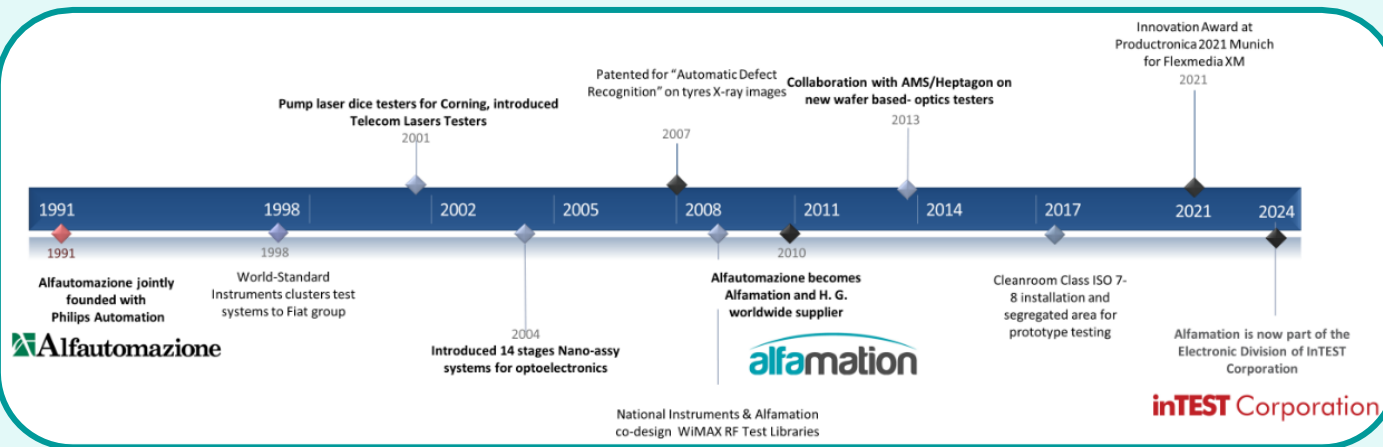 Innovation Award at
Productronica 2021 Munich
for Flexmedia XM
2021
Patented for “Automatic Defect
Recognition” on tyres X-ray images
2007
Collaboration with AMS/Heptagon on
new wafer based- optics testers
2013
Pump laser dice testers for Corning, introduced
Telecom Lasers Testers
2001
1991 1998 2002 2005 2008 2011 2014 2017 2021 2024
1991
Alfautomazione jointly
founded with
Philips Automation
Alfautomazione
1998
World-Standard
Instruments clusters test
systems to Fiat group
2004
Introduced 14 stages Nano-assy
systems for optoelectronics
2010
Alfautomazione becomes
Alfamation and H. G.
worldwide supplier
alfamation
National Instruments & Alfamation
co-design WiMAX RF Test Libraries
Cleanroom Class ISO 7-
8 installation and
segregated area for
prototype testing
Alfamation is now part of the
Electronic Division of InTEST
Corporation
inTEST Corporation